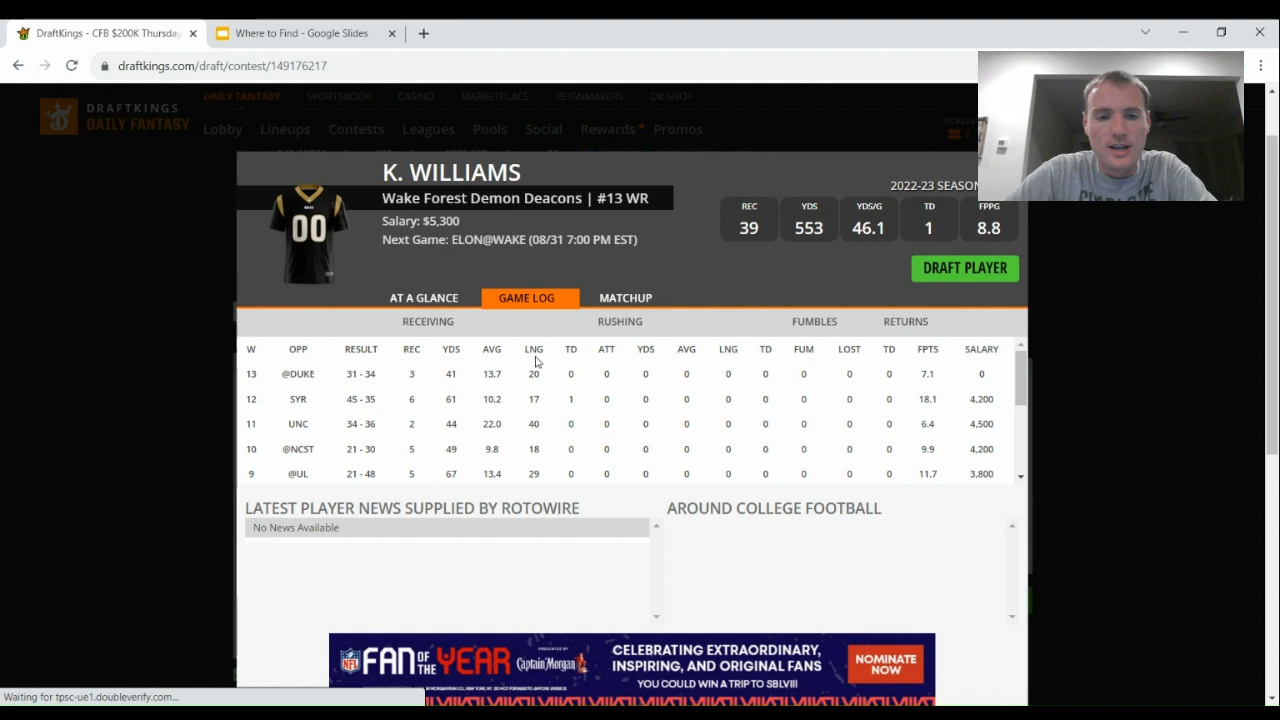 DraftKings - CFB $200K Thursday
Where to Find - Google Slides
draftkings.com/draft/contest/149176217
DRAFTKINGS
DAILY FANTASY
DAILY FANTASY SPORTSBOOK CASINO MARKETPLACE REIGNMAKERS DK SHOP
Lobby Lineups Contests Leagues Pools Social Rewards Promos
TICKETS
2
K. WILLIAMS
Wake Forest Demon Deacons | #13 WR
Salary: $5,300
Next Game: ELON@WAKE (08/31 7:00 PM EST)
WAKE
00
2022-23 SEASON
REC YDS YDS/G TD FPPG
39 553 46.1 1 8.8
DRAFT PLAYER
AT A GLANCE GAME LOG MATCHUP
RECEIVING RUSHING FUMBLES RETURNS
W OPP RESULT REC YDS AVG LNG TD ATT YDS AVG LNG TD FUM LOST TD FPTS SALARY
13 @DUKE 31 - 34 3 41 13.7 20 0 0 0 0 0 0 0 0 0 7.1 0
12 SYR 45 - 35 6 61 10.2 17 1 0 0 0 0 0 0 0 0 18.1 4,200
11 UNC 34 - 36 2 44 22.0 40 0 0 0 0 0 0 0 0 0 6.4 4,500
10 @NCST 21 - 30 5 49 9.8 18 0 0 0 0 0 0 0 0 0 9.9 4,200
9 @UL 21 - 48 5 67 13.4 29 0 0 0 0 0 0 0 0 0 11.7 3,800
LATEST PLAYER NEWS SUPPLIED BY ROTOWIRE
No News Available
AROUND COLLEGE FOOTBALL
NFL
FAN OF THE YEAR
PRESENTED BY
Captain Morgan
CELEBRATING EXTRAORDINARY,
INSPIRING, AND ORIGINAL FANS
YOU COULD WIN A TRIP TO SBLVIII
NOMINATE
NOW
Waiting for tpsc-ue1.doubleverify.com...